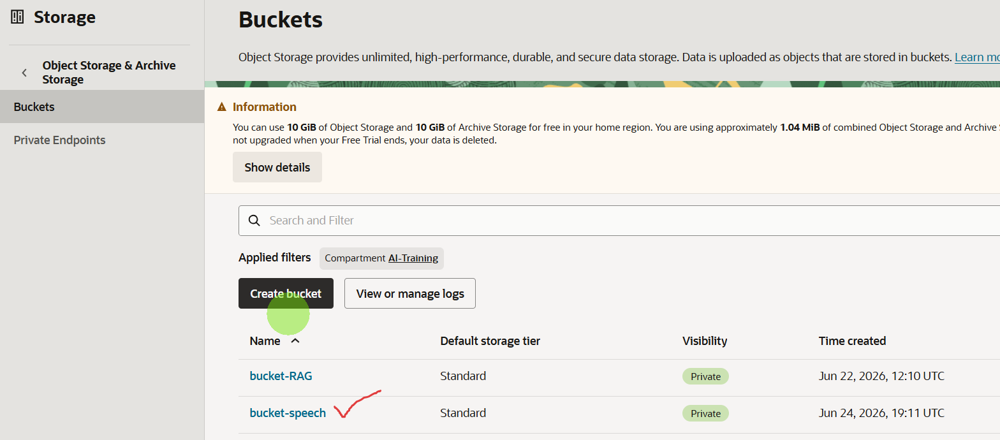 Storage
Object Storage & Archive
Storage
Buckets
Private Endpoints
Buckets
Object Storage provides unlimited, high-performance, durable, and secure data storage. Data is uploaded as objects that are stored in buckets. Learn mo
Information
You can use 10 GiB of Object Storage and 10 GiB of Archive Storage for free in your home region. You are using approximately 1.04 MiB of combined Object Storage and Archive
not upgraded when your Free Trial ends, your data is deleted.
Show details
Search and Filter
Applied filters Compartment AI-Training
Create bucket View or manage logs
Name Default storage tier Visibility Time created
bucket-RAG Standard Private Jun 22, 2026, 12:10 UTC
bucket-speech Standard Private Jun 24, 2026, 19:11 UTC